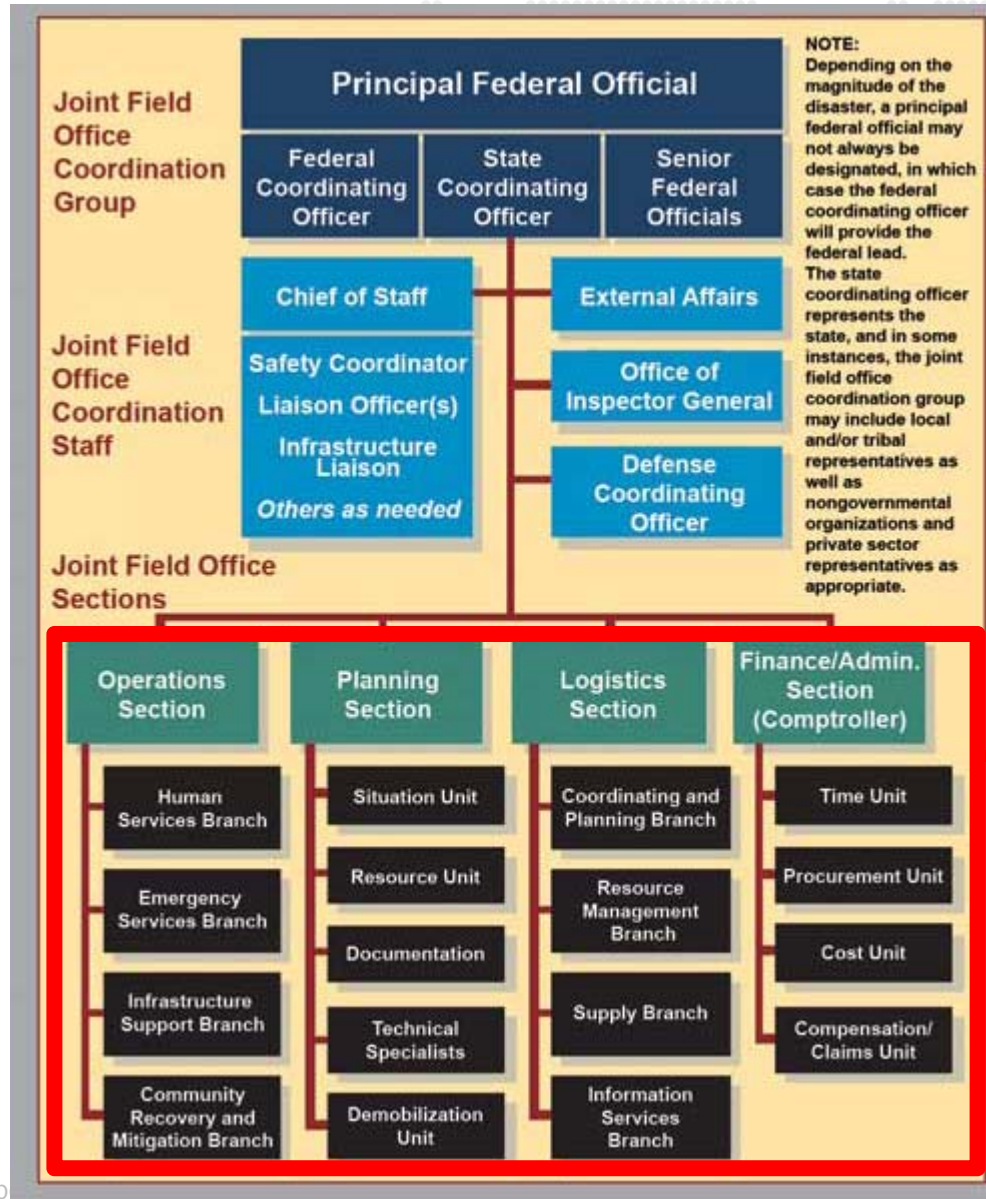 Joint Field
Office
Coordination
Group
Principal Federal Official
Federal
Coordinating
Officer
State
Coordinating
Officer
Senior
Federal
Officials
NOTE:
Depending on the
magnitude of the
disaster, a principal
federal official may
not always be
designated, in which
case the federal
coordinating officer
will provide the
federal lead.
The state
coordinating officer
represents the
state, and in some
instances, the joint
field office
coordination group
may include local
and/or tribal
representatives as
well as
nongovernmental
organizations and
private sector
representatives as
appropriate.
Joint Field
Office
Coordination
Staff
Chief of Staff
Safety Coordinator
Liaison Officer(s)
Infrastructure
Liaison
Others as needed
External Affairs
Office of
Inspector General
Defense
Coordinating
Officer
Joint Field Office
Sections
Operations
Section
Human
Services Branch
Emergency
Services Branch
Infrastructure
Support Branch
Community
Recovery and
Mitigation Branch
Planning
Section
Situation Unit
Resource Unit
Documentation
Technical
Specialists
Demobilization
Unit
Logistics
Section
Coordinating and
Planning Branch
Resource
Management
Branch
Supply Branch
Information
Services
Branch
Finance/Admin.
Section
(Comptroller)
Time Unit
Procurement Unit
Cost Unit
Compensation/
Claims Unit